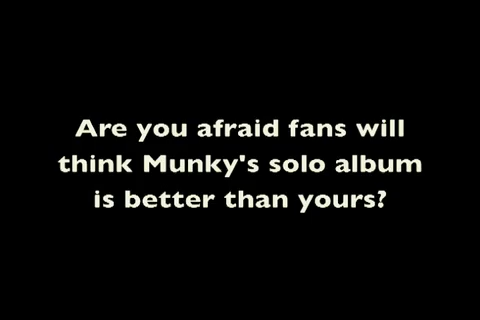 Are you afraid fans will
think Munky's solo album
is better than yours?